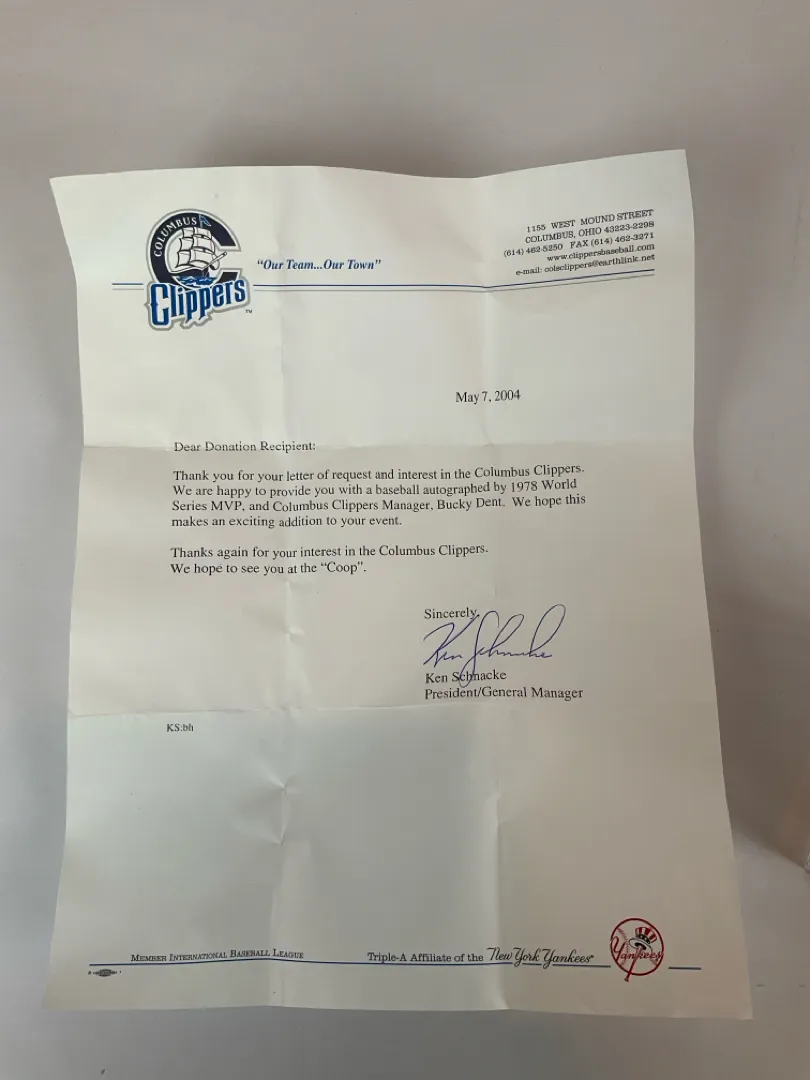 COLUMBUS
Clippers™
"Our Team...Our Town"
1155 WEST MOUND STREET
COLUMBUS, OHIO 43223-2298
(614) 462-5250 FAX (614) 462-3271
www.clippersbaseball.com
e-mail: colsclippers@earthlink.net
May 7, 2004
Dear Donation Recipient:
Thank you for your letter of request and interest in the Columbus Clippers.
We are happy to provide you with a baseball autographed by 1978 World
Series MVP, and Columbus Clippers Manager, Bucky Dent. We hope this
makes an exciting addition to your event.
Thanks again for your interest in the Columbus Clippers.
We hope to see you at the "Coop".
Sincerely,
Ken Schnacke
Ken Schnacke
President/General Manager
KS:bh
MEMBER INTERNATIONAL BASEBALL LEAGUE
Triple-A Affiliate of the New York Yankees
Yankees